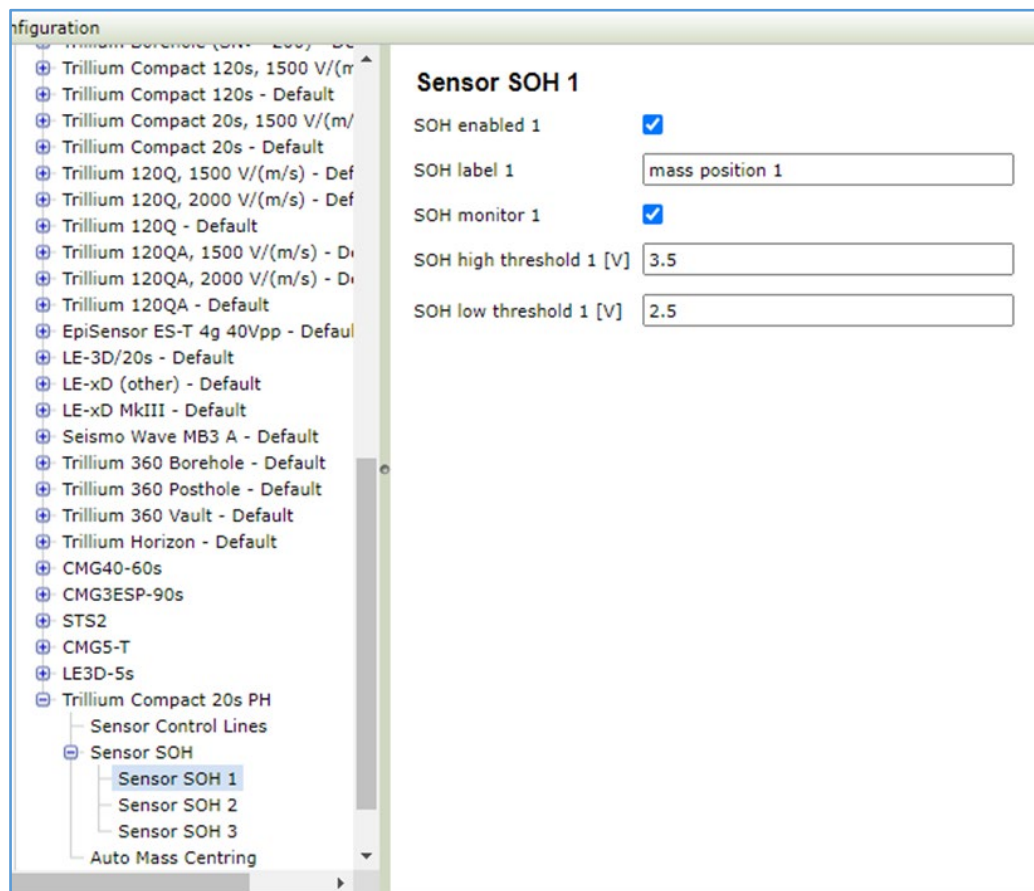 nfiguration
Trillium Borehole (SN< 200) - De
Trillium Compact 120s, 1500 V/(m
Trillium Compact 120s - Default
Trillium Compact 20s, 1500 V/(m/
Trillium Compact 20s - Default
Trillium 120Q, 1500 V/(m/s) - Def
Trillium 120Q, 2000 V/(m/s) - Def
Trillium 120Q - Default
Trillium 120QA, 1500 V/(m/s) - D
Trillium 120QA, 2000 V/(m/s) - D
Trillium 120QA - Default
EpiSensor ES-T 4g 40Vpp - Defaul
LE-3D/20s - Default
LE-xD (other) - Default
LE-xD MkIII - Default
Seismo Wave MB3 A - Default
Trillium 360 Borehole - Default
Trillium 360 Posthole - Default
Trillium 360 Vault - Default
Trillium Horizon - Default
CMG40-60s
CMG3ESP-90s
STS2
CMG5-T
LE3D-5s
Trillium Compact 20s PH
Sensor Control Lines
Sensor SOH
Sensor SOH 1
Sensor SOH 2
Sensor SOH 3
Auto Mass Centring
Sensor SOH 1
SOH enabled 1
SOH label 1 mass position 1
SOH monitor 1
SOH high threshold 1 [V] 3.5
SOH low threshold 1 [V] 2.5